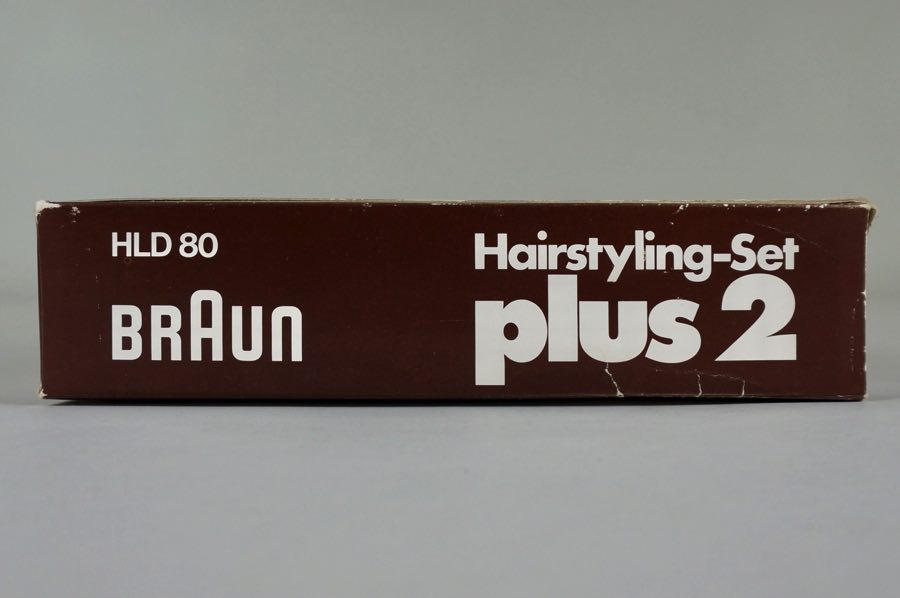 HLD 80
BRAUN
Hairstyling-Set
plus 2